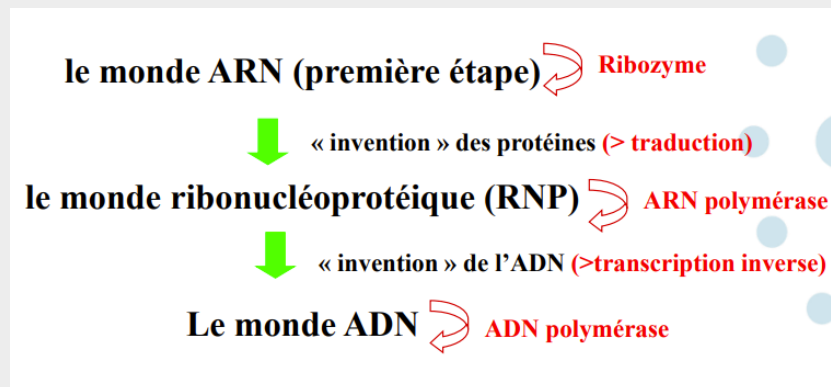 le monde ARN (première étape) Ribozyme
« invention » des protéines (> traduction)
le monde ribonucléoprotéique (RNP) ARN polymérase
« invention » de l’ADN (>transcription inverse)
Le monde ADN ADN polymérase